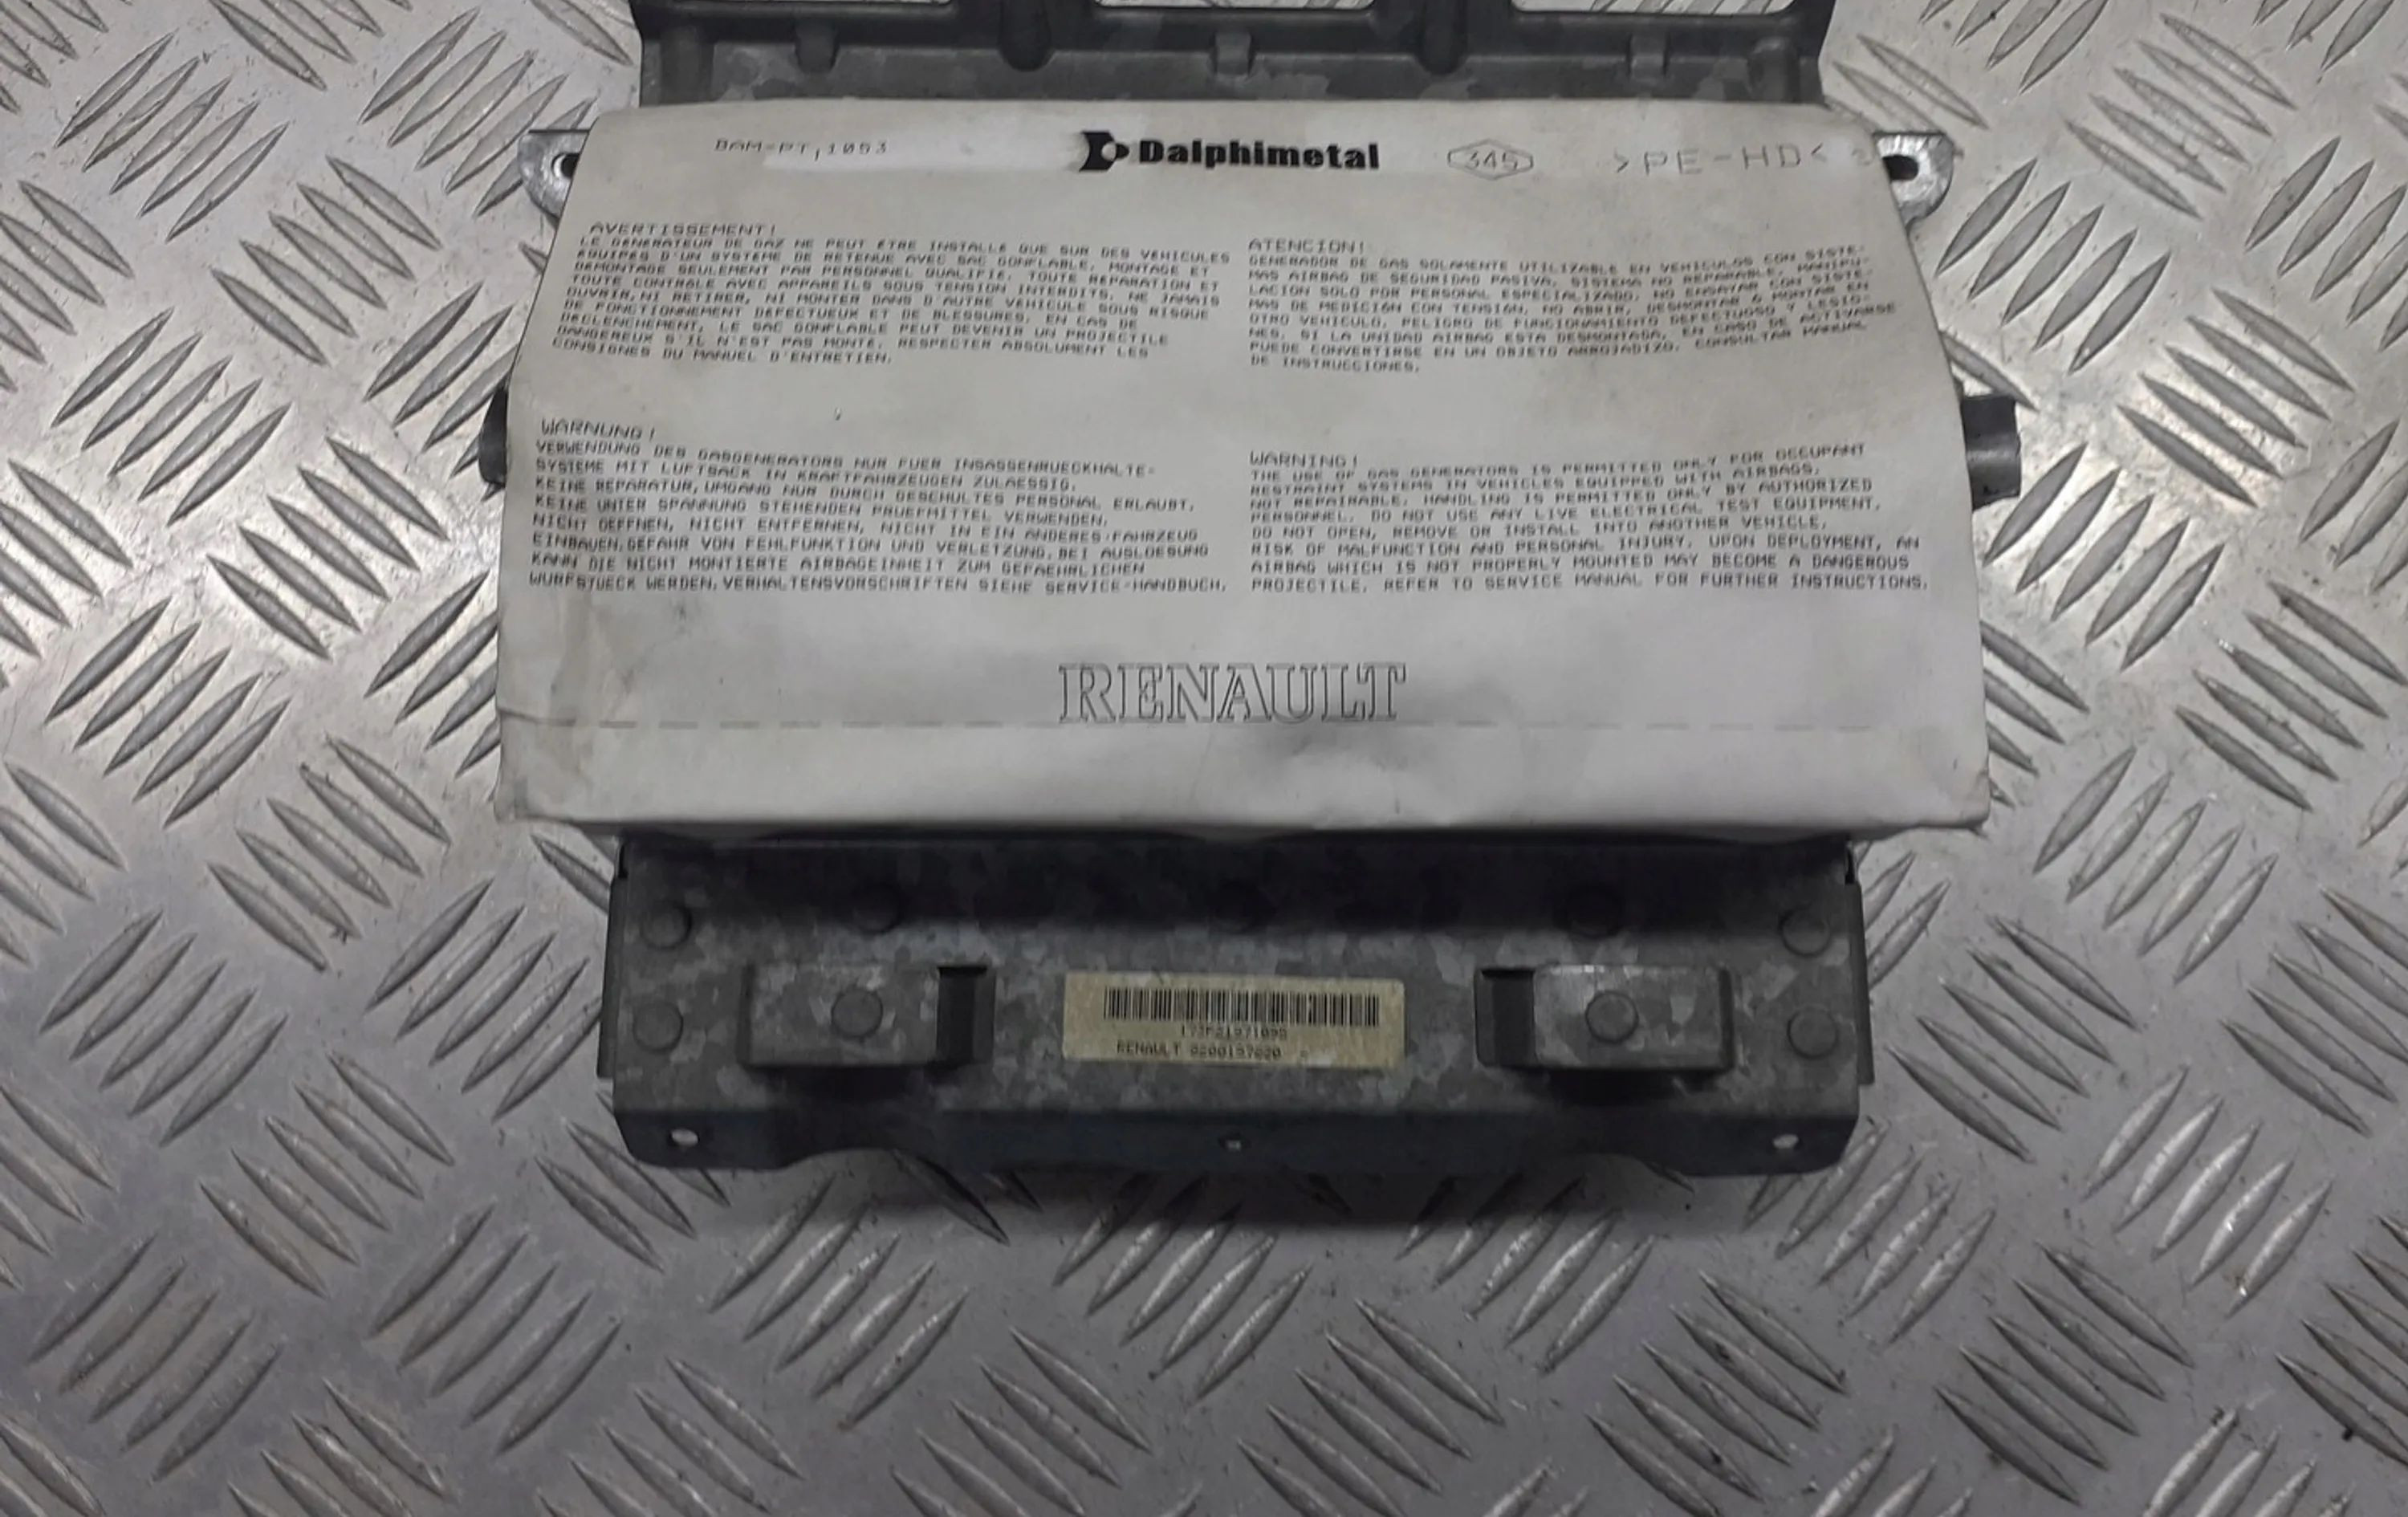 BAM-PT 1053
Dalphimetal
345
>PE-HD<
AVERTISSEMENT!
LE GENERATEUR DE GAZ NE PEUT ETRE INSTALLE QUE SUR DES VEHICULES
EQUIPES D'UN SYSTEME DE RETENUE AVEC SAC GONFLABLE. MONTAGE ET
DEMONTAGE SEULEMENT PAR PERSONNEL QUALIFIE. TOUTE REPARATION ET
TOUTE CONTROLE AVEC APPAREILS SOUS TENSION INTERDITS. NE JAMAIS
OUVRIR, NI RETIRER, NI MONTER DANS D'AUTRE VEHICULE SOUS RISQUE
DE FONCTIONNEMENT DEFECTUEUX ET DE BLESSURES. EN CAS DE
DECLENCHEMENT, LE SAC GONFLABLE PEUT DEVENIR UN PROJECTILE
DANGEREUX S'IL N'EST PAS MONTE. RESPECTER ABSOLUMENT LES
CONSIGNES DU MANUEL D'ENTRETIEN.
ATENCION!
GENERADOR DE GAS SOLAMENTE UTILIZABLE EN VEHICULOS CON SISTE-
MAS AIRBAG DE SEGURIDAD PASIVA. SISTEMA NO REPARABLE. MANIPU-
LACION SOLO POR PERSONAL ESPECIALIZADO. NO ENSAYAR CON SISTE-
MAS DE MEDICION CON TENSION. NO ABRIR, DESMONTAR O MONTAR EN
OTRO VEHICULO. PELIGRO DE FUNCIONAMIENTO DEFECTUOSO Y LESIO-
NES. SI LA UNIDAD AIRBAG ESTA DESMONTADA, EN CASO DE ACTIVARSE
PUEDE CONVERTIRSE EN UN OBJETO ARROJADIZO. CONSULTAR MANUAL
DE INSTRUCCIONES.
WARNUNG!
VERWENDUNG DES GASGENERATORS NUR FUER INSASSENRUECKHALTE-
SYSTEME MIT LUFTSACK IN KRAFTFAHRZEUGEN ZULAESSIG.
KEINE REPARATUR, UMGANG NUR DURCH GESCHULTES PERSONAL ERLAUBT.
KEINE UNTER SPANNUNG STEHENDEN PRUEFMITTEL VERWENDEN.
NICHT OEFFNEN, NICHT ENTFERNEN, NICHT IN EIN ANDERES FAHRZEUG
EINBAUEN. GEFAHR VON FEHLFUNKTION UND VERLETZUNG. BEI AUSLOESUNG
KANN DIE NICHT MONTIERTE AIRBAGEINHEIT ZUM GEFAEHRLICHEN
WURFSTUECK WERDEN. VERHALTENSVORSCHRIFTEN SIEHE SERVICE-HANDBUCH.
WARNING!
THE USE OF GAS GENERATORS IS PERMITTED ONLY FOR OCCUPANT
RESTRAINT SYSTEMS IN VEHICLES EQUIPPED WITH AIRBAGS.
NOT REPAIRABLE. HANDLING IS PERMITTED ONLY BY AUTHORIZED
PERSONNEL. DO NOT USE ANY LIVE ELECTRICAL TEST EQUIPMENT.
DO NOT OPEN, REMOVE OR INSTALL INTO ANOTHER VEHICLE.
RISK OF MALFUNCTION AND PERSONAL INJURY. UPON DEPLOYMENT, AN
AIRBAG WHICH IS NOT PROPERLY MOUNTED MAY BECOME A DANGEROUS
PROJECTILE. REFER TO SERVICE MANUAL FOR FURTHER INSTRUCTIONS.
RENAULT
RENAULT